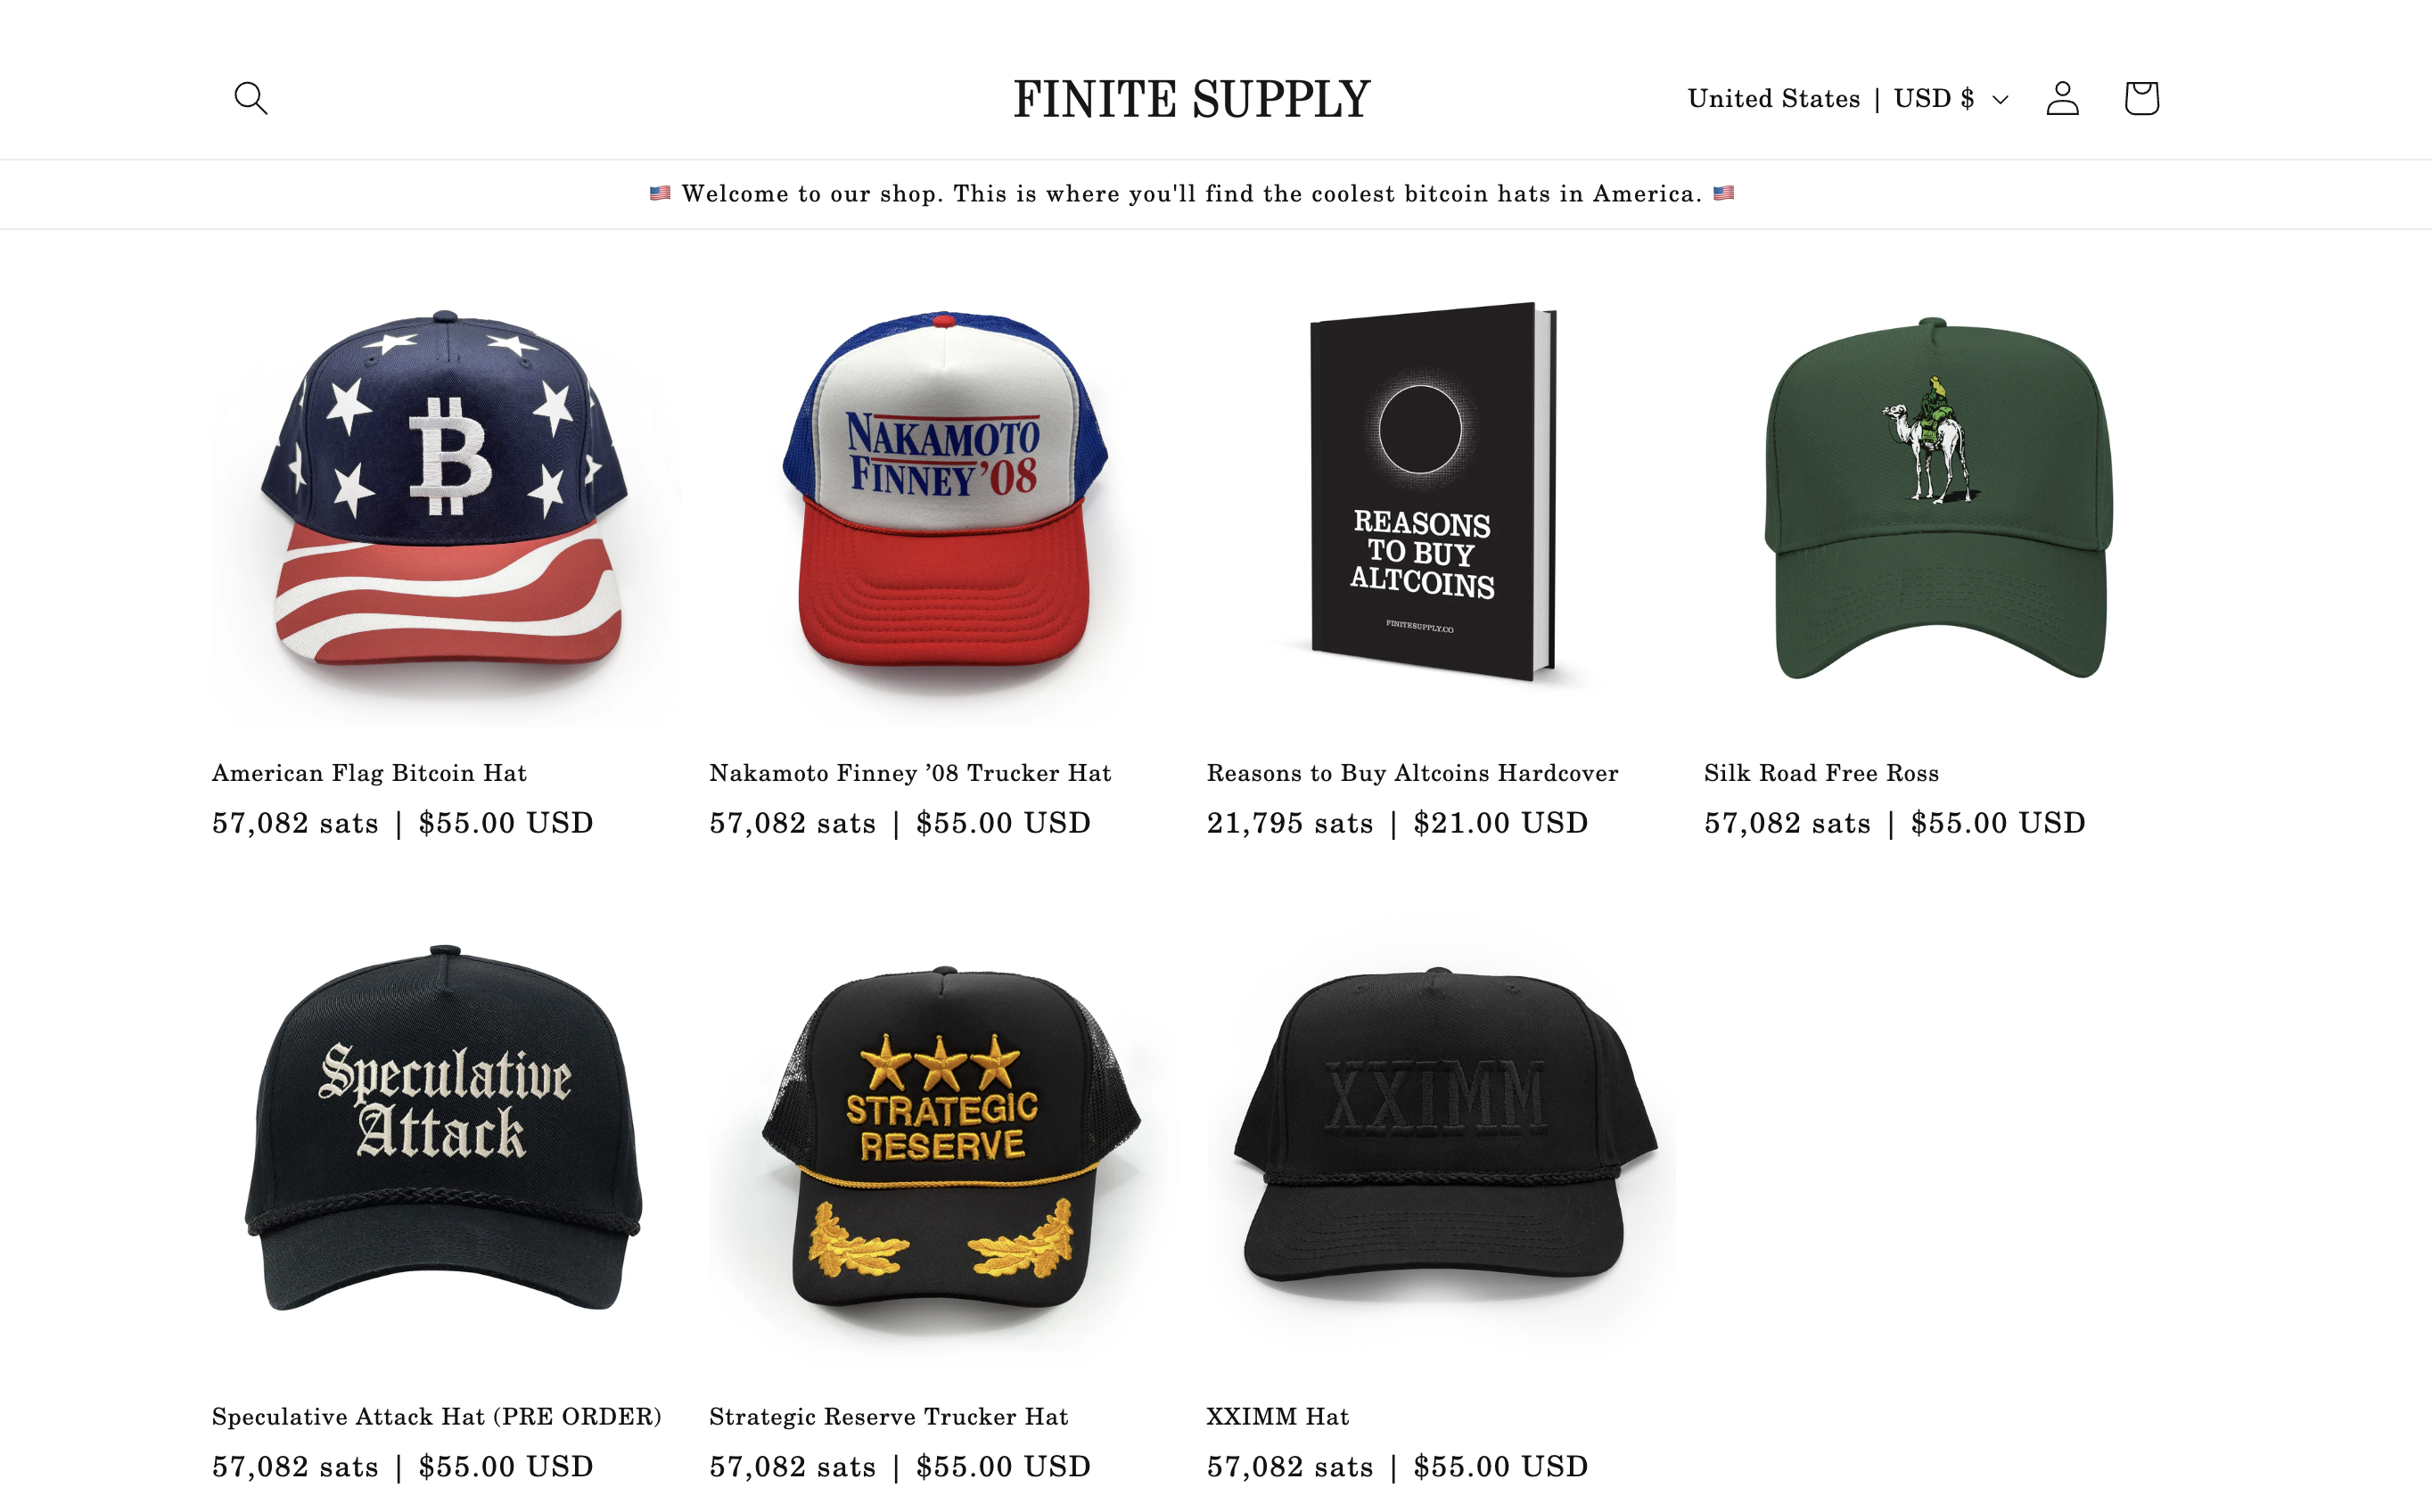 FINITE SUPPLY
United States | USD $
🇺🇸 Welcome to our shop. This is where you'll find the coolest bitcoin hats in America. 🇺🇸
₿
NAKAMOTO
FINNEY ’08
REASONS
TO BUY
ALTCOINS
FINITESUPPLY.CO
American Flag Bitcoin Hat
57,082 sats | $55.00 USD
Nakamoto Finney ’08 Trucker Hat
57,082 sats | $55.00 USD
Reasons to Buy Altcoins Hardcover
21,795 sats | $21.00 USD
Silk Road Free Ross
57,082 sats | $55.00 USD
Speculative
Attack
STRATEGIC
RESERVE
XXIMM
Speculative Attack Hat (PRE ORDER)
57,082 sats | $55.00 USD
Strategic Reserve Trucker Hat
57,082 sats | $55.00 USD
XXIMM Hat
57,082 sats | $55.00 USD